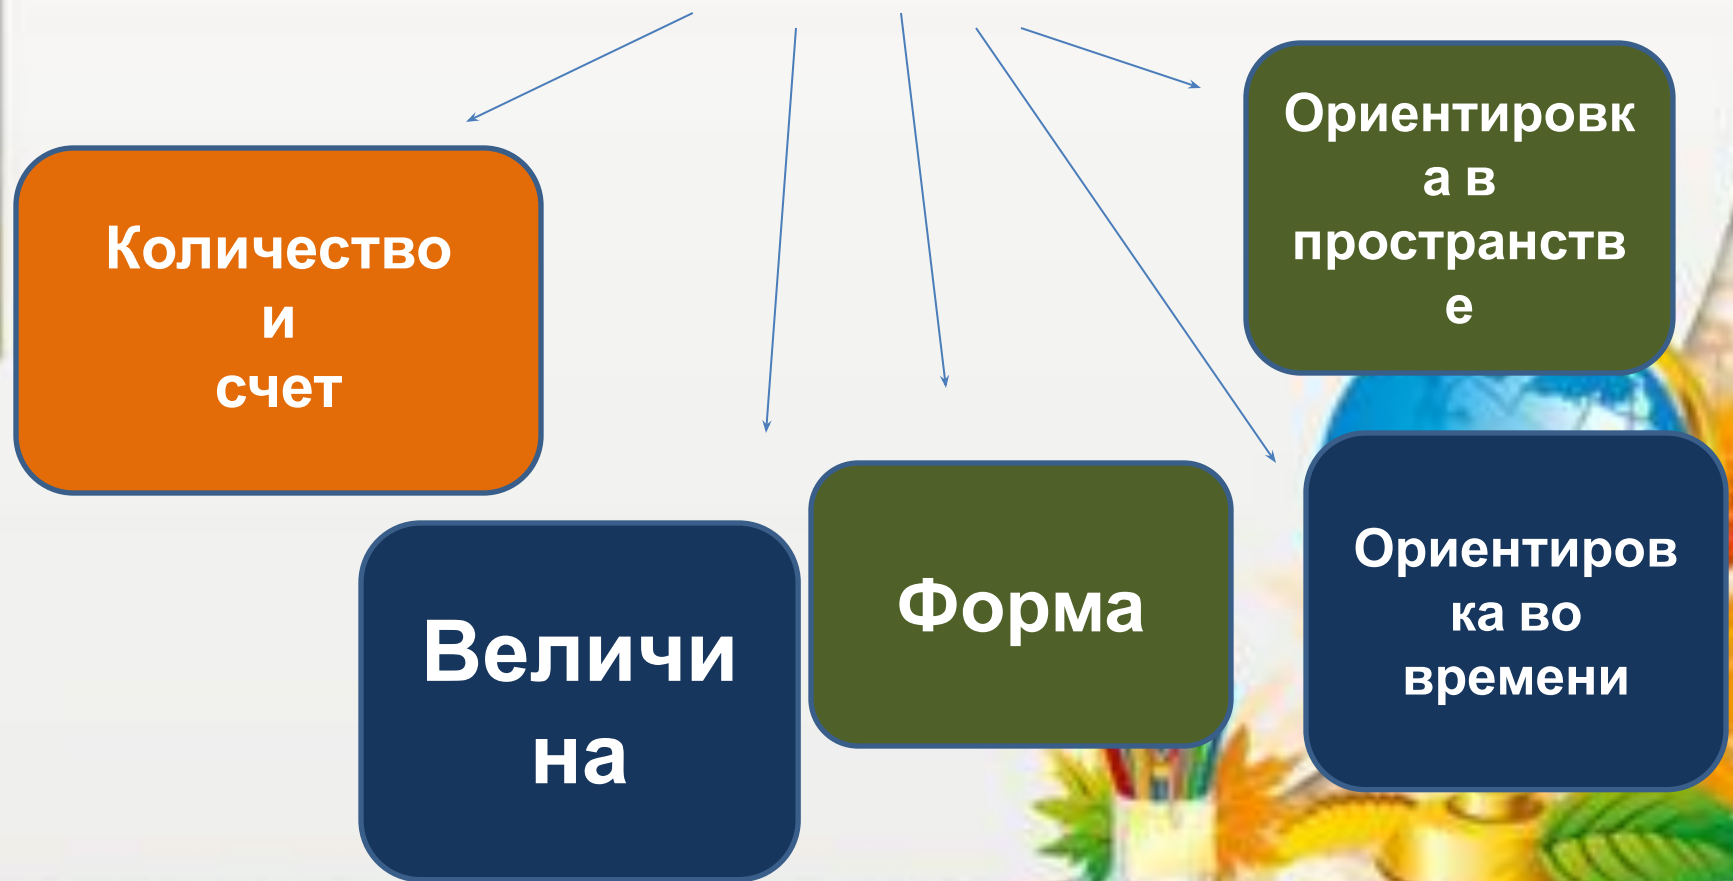 Количество
и
счет
Величи
на
Форма
Ориентировк
а в
пространств
е
Ориентиров
ка во
времени